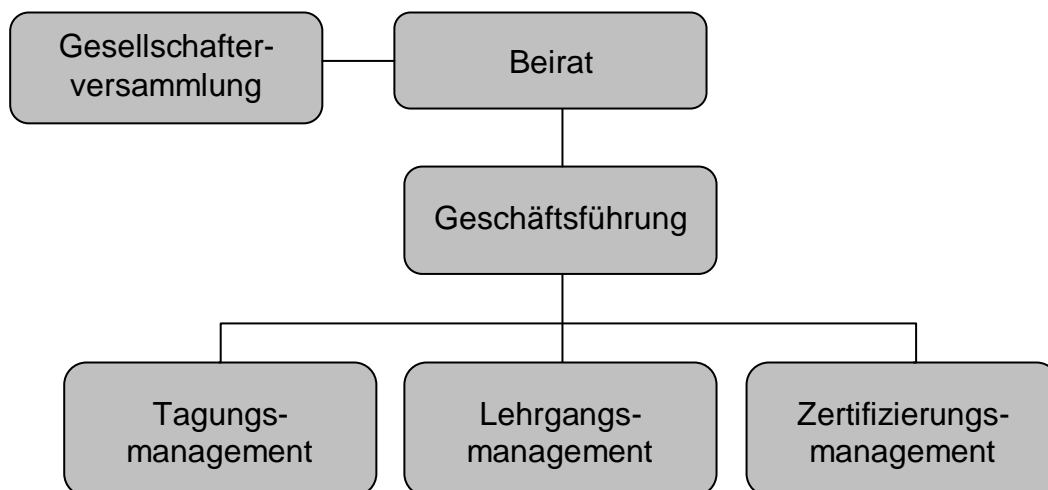 Gesellschafter-
versammlung
Beirat
Geschäftsführung
Tagungs-
management
Lehrgangs-
management
Zertifizierungs-
management